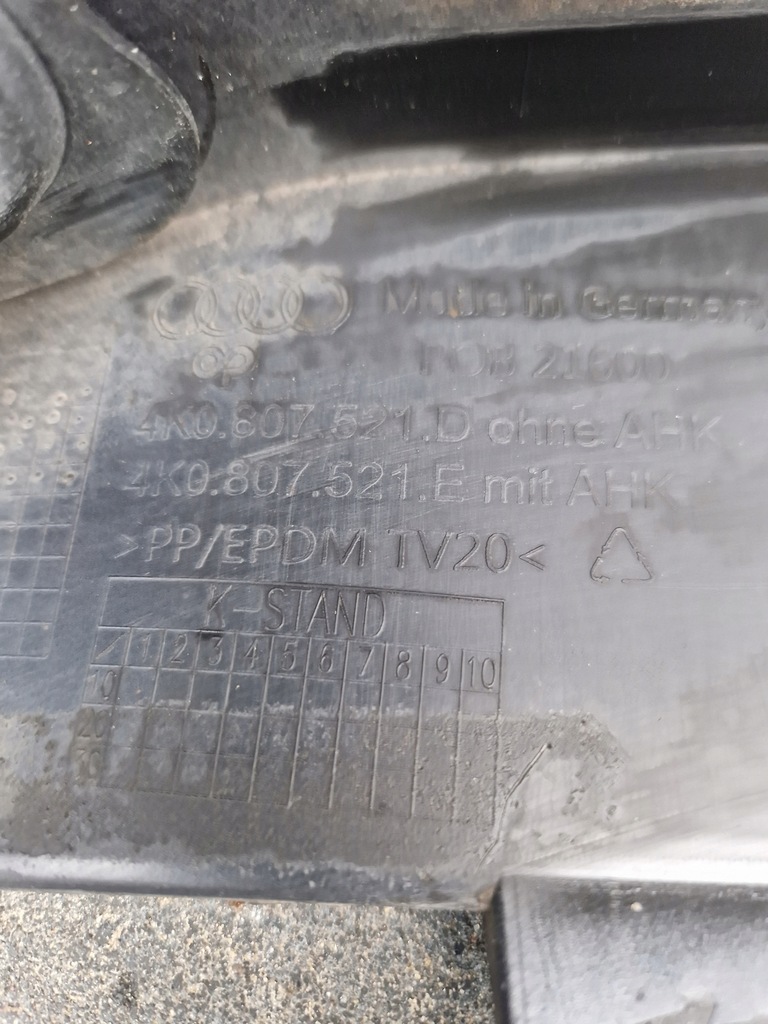 Made in Germany
op
4K0.807.521.D ohne AHK
4K0.807.521.E mit AHK
>PP/EPDM TV20<
K-STAND
1 2 3 4 5 6 7 8 9 10
10
20